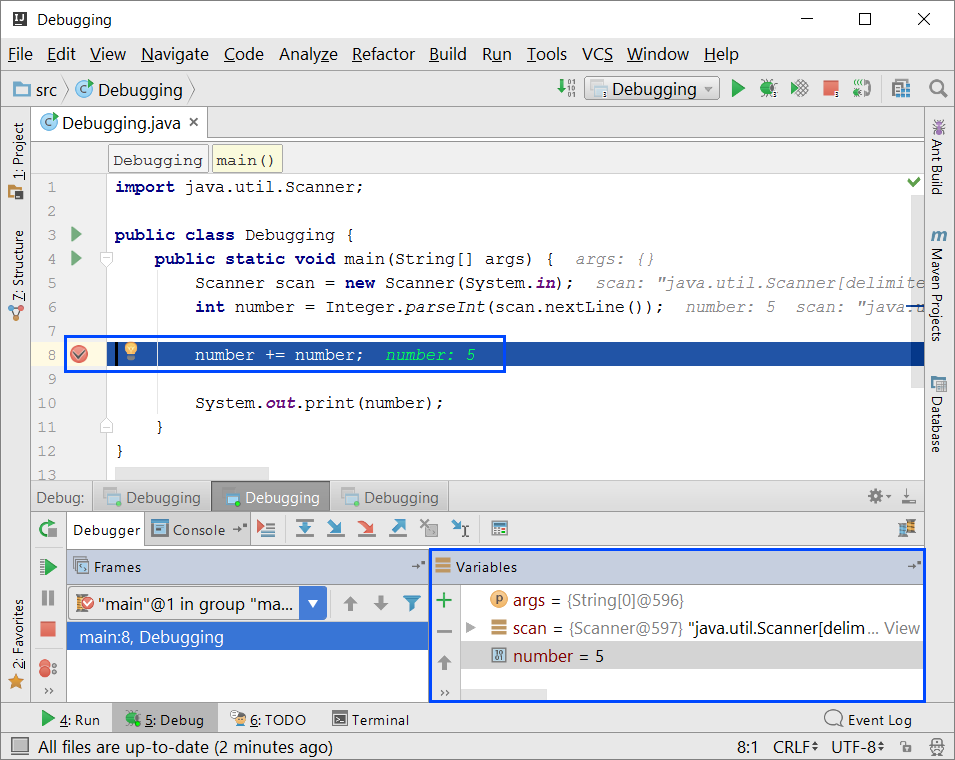 Debugging
File Edit View Navigate Code Analyze Refactor Build Run Tools VCS Window Help
src Debugging Debugging
Debugging.java
Debugging main()
1 import java.util.Scanner;
2
3 public class Debugging {
4 public static void main(String[] args) { args: {}
5 Scanner scan = new Scanner(System.in); scan: "java.util.Scanner[delimite
6 int number = Integer.parseInt(scan.nextLine()); number: 5 scan: "java.u
7
8 number += number; number: 5
9
10 System.out.print(number);
11 }
12 }
13
1: Project
7: Structure
2: Favorites
Ant Build
m Maven Projects
Database
Debug: Debugging Debugging Debugging
Debugger Console
Frames
"main"@1 in group "ma...
main:8, Debugging
Variables
args = {String[0]@596}
scan = {Scanner@597} "java.util.Scanner[delim... View
number = 5
4: Run 5: Debug 6: TODO Terminal Event Log
All files are up-to-date (2 minutes ago) 8:1 CRLF UTF-8